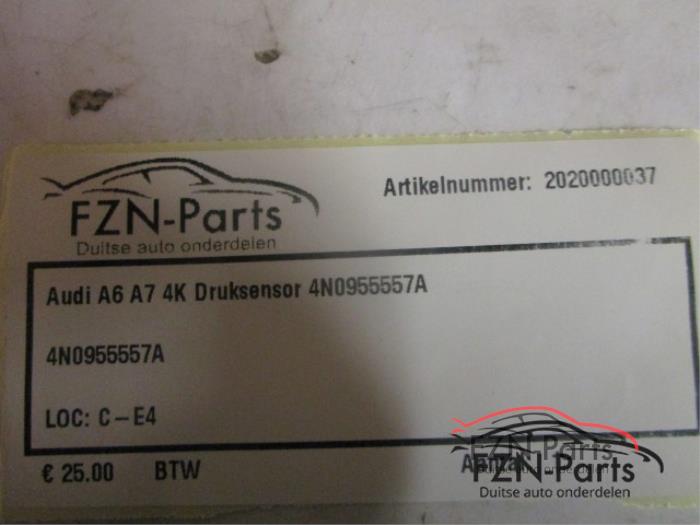 FZN-Parts
Duitse auto onderdelen
Artikelnummer: 2020000037
Audi A6 A7 4K Druksensor 4N0955557A
4N0955557A
LOC: C-E4
€ 25.00 BTW
FZN-Parts
Duitse auto onderdelen